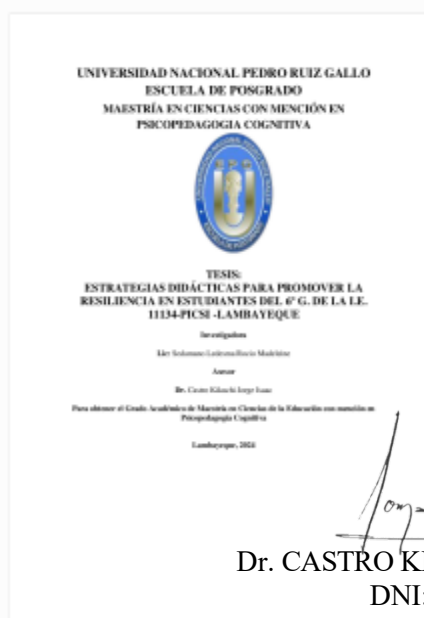 UNIVERSIDAD NACIONAL PEDRO RUIZ GALLO
ESCUELA DE POSGRADO
MAESTRÍA EN CIENCIAS CON MENCIÓN EN
PSICOPEDAGOGIA COGNITIVA
TESIS:
ESTRATEGIAS DIDÁCTICAS PARA PROMOVER LA
RESILIENCIA EN ESTUDIANTES DEL 6º G. DE LA I.E.
11134-PICSI -LAMBAYEQUE
Investigadora
Asesor
Dr. Castro Kikuchi Jorge Isaac
Para obtener el Grado Académico de Maestría en Ciencias de la Educación con mención en
Psicopedagogía Cognitiva
Lambayeque, 2024
Dr. CASTRO
DNI: